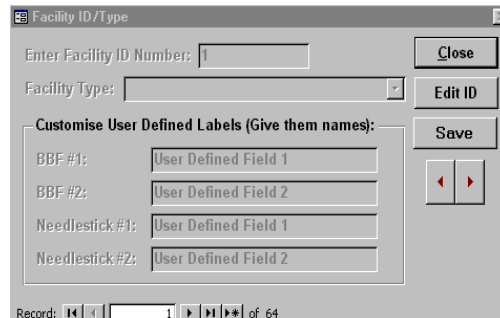 Facility ID/Type
Enter Facility ID Number: 1
Close
Facility Type:
Edit ID
Customise User Defined Labels (Give them names):
Save
BBF #1: User Defined Field 1
BBF #2: User Defined Field 2
Needlestick #1: User Defined Field 1
Needlestick #2: User Defined Field 2
Record: 1 of 64